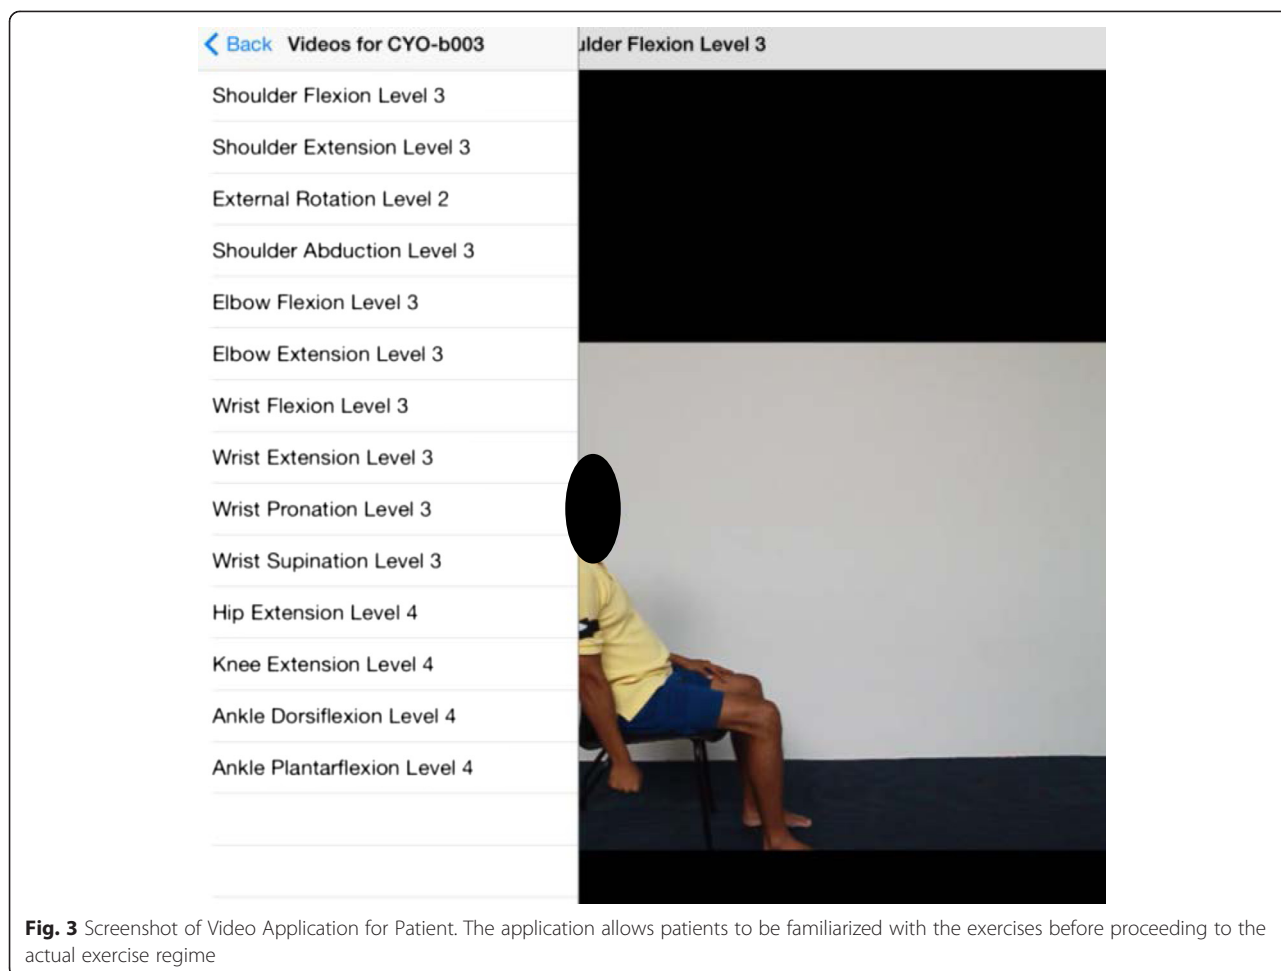 Back Videos for CYO-b003
ulder Flexion Level 3
Shoulder Flexion Level 3
Shoulder Extension Level 3
External Rotation Level 2
Shoulder Abduction Level 3
Elbow Flexion Level 3
Elbow Extension Level 3
Wrist Flexion Level 3
Wrist Extension Level 3
Wrist Pronation Level 3
Wrist Supination Level 3
Hip Extension Level 4
Knee Extension Level 4
Ankle Dorsiflexion Level 4
Ankle Plantarflexion Level 4
Fig. 3 Screenshot of Video Application for Patient. The application allows patients to be familiarized with the exercises before proceeding to the
actual exercise regime